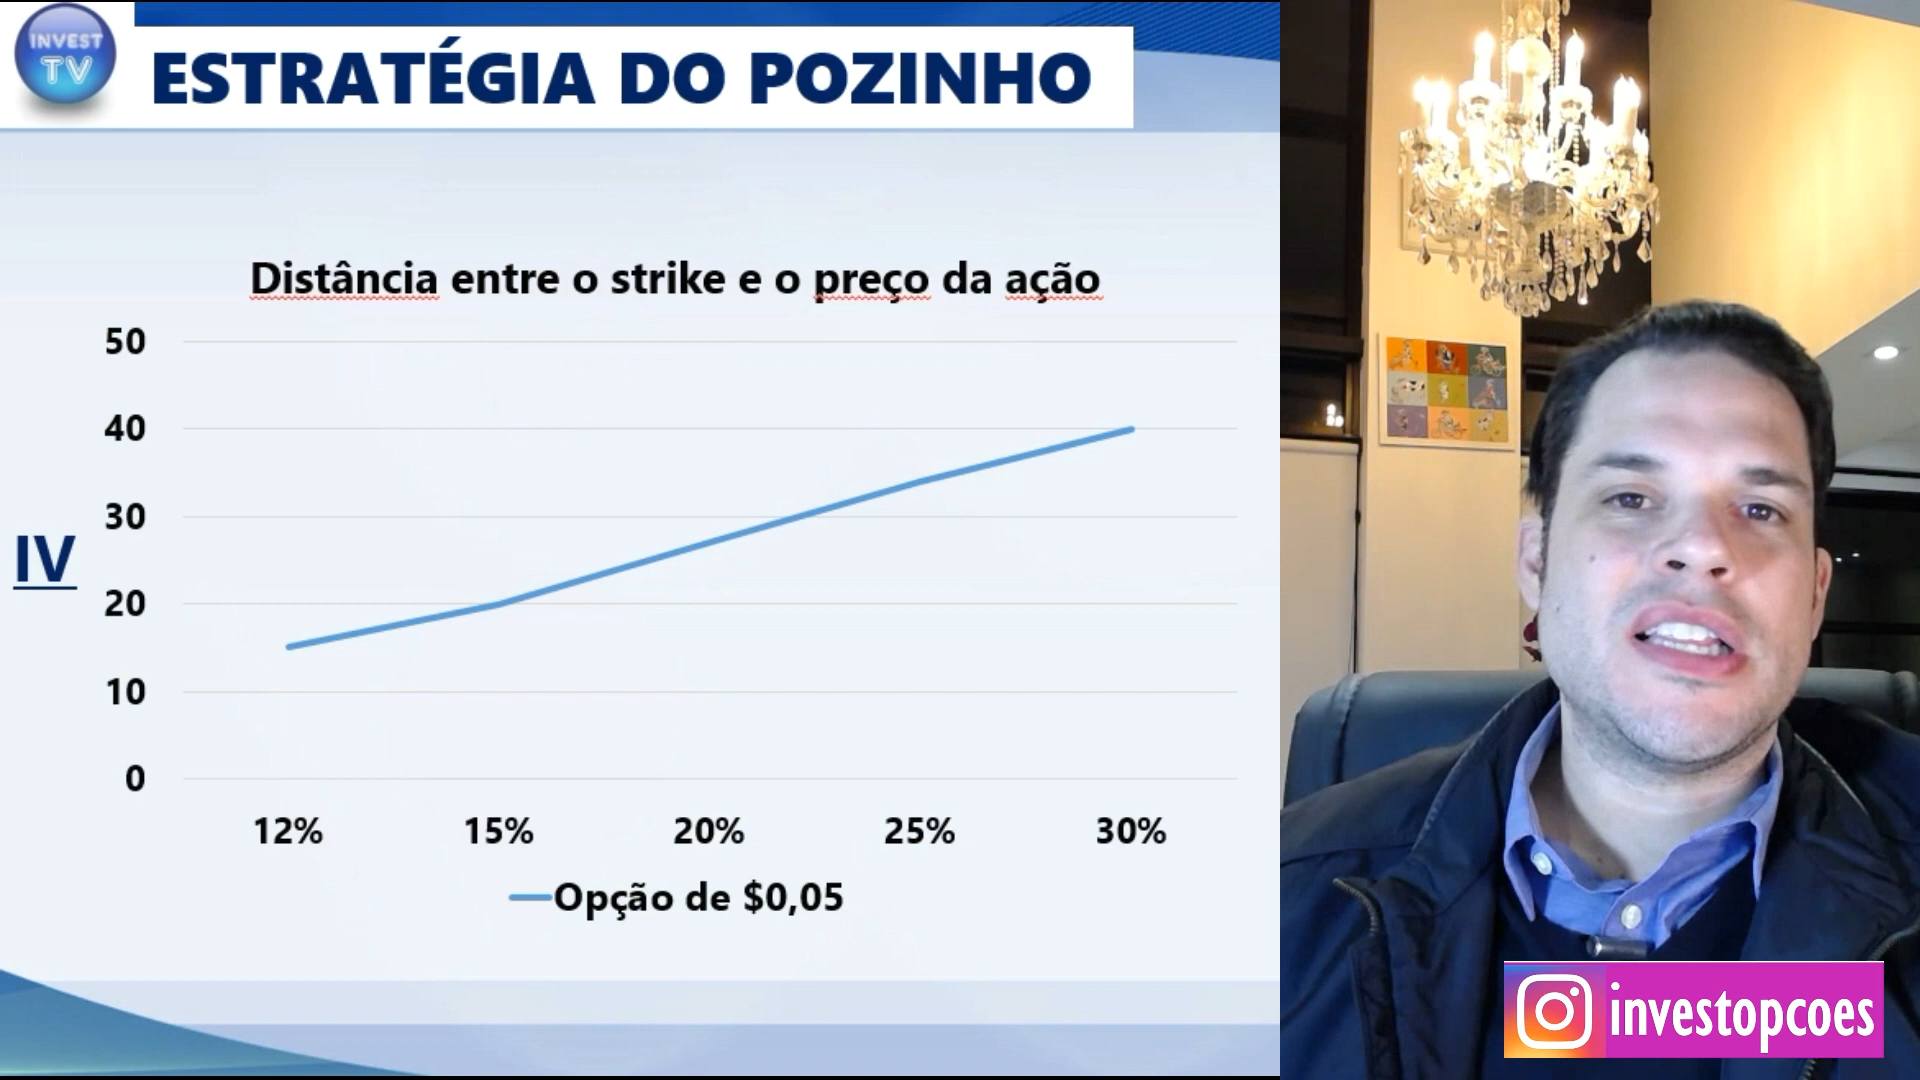 INVEST
TV
ESTRATÉGIA DO POZINHO
Distância entre o strike e o preço da ação
50
40
30
IV
20
10
0
12% 15% 20% 25% 30%
Opção de $0,05
investopcoes